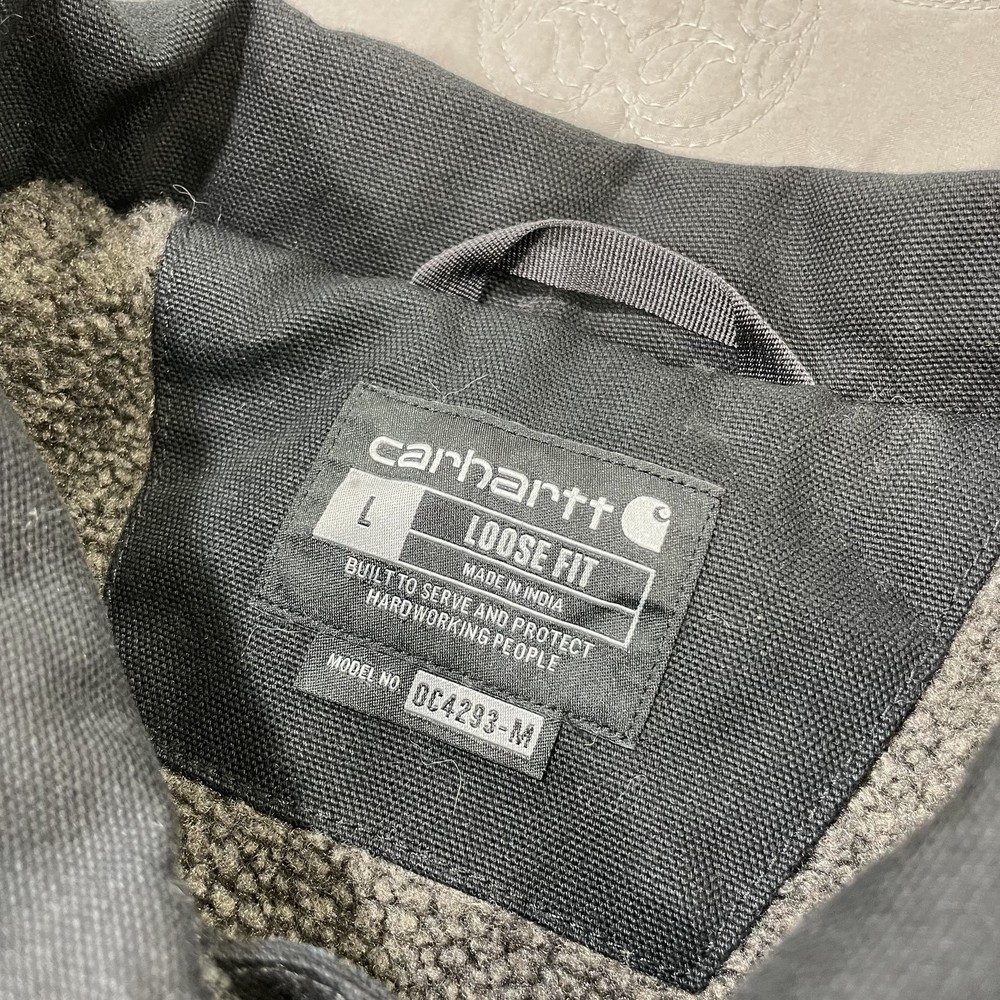 carhartt
L
LOOSE FIT
MADE IN INDIA
BUILT TO SERVE AND PROTECT
HARDWORKING PEOPLE
MODEL NO OC4293-M